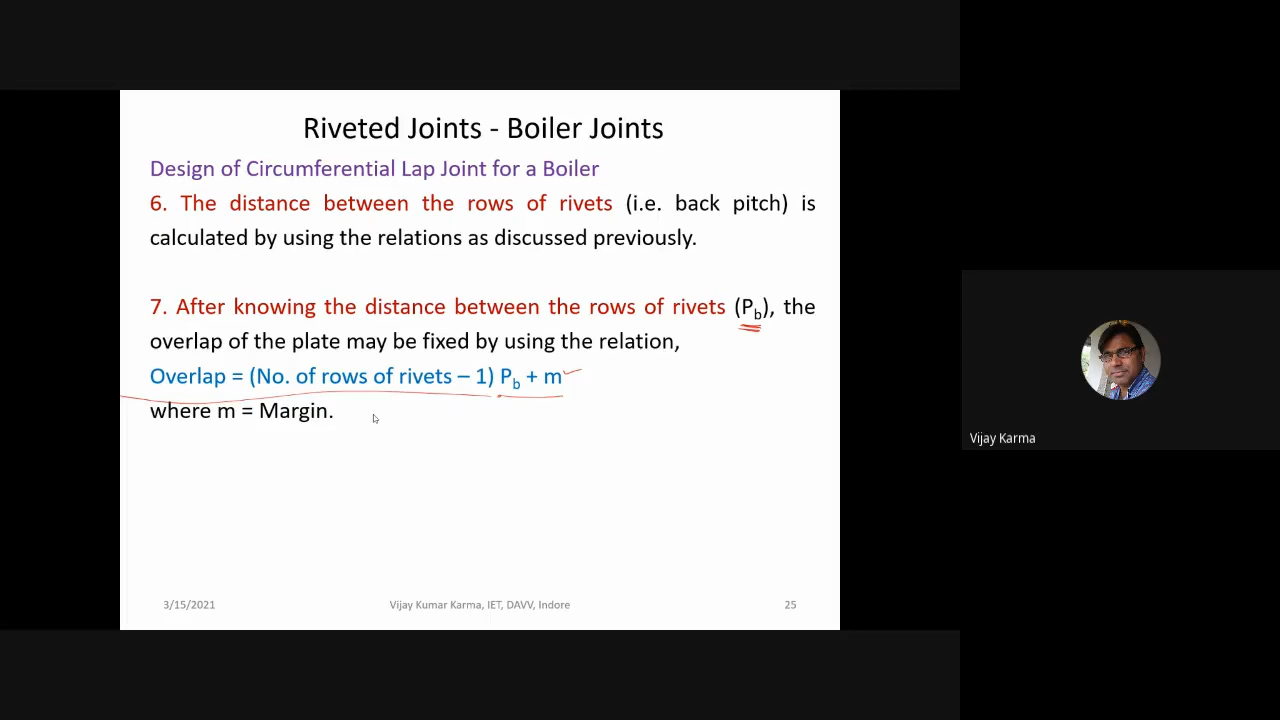 Riveted Joints - Boiler Joints
Design of Circumferential Lap Joint for a Boiler
6. The distance between the rows of rivets (i.e. back pitch) is
calculated by using the relations as discussed previously.
7. After knowing the distance between the rows of rivets (Pb), the
overlap of the plate may be fixed by using the relation,
Overlap = (No. of rows of rivets – 1) Pb + m
where m = Margin.
3/15/2021
Vijay Kumar Karma, IET, DAVV, Indore
25
Vijay Karma